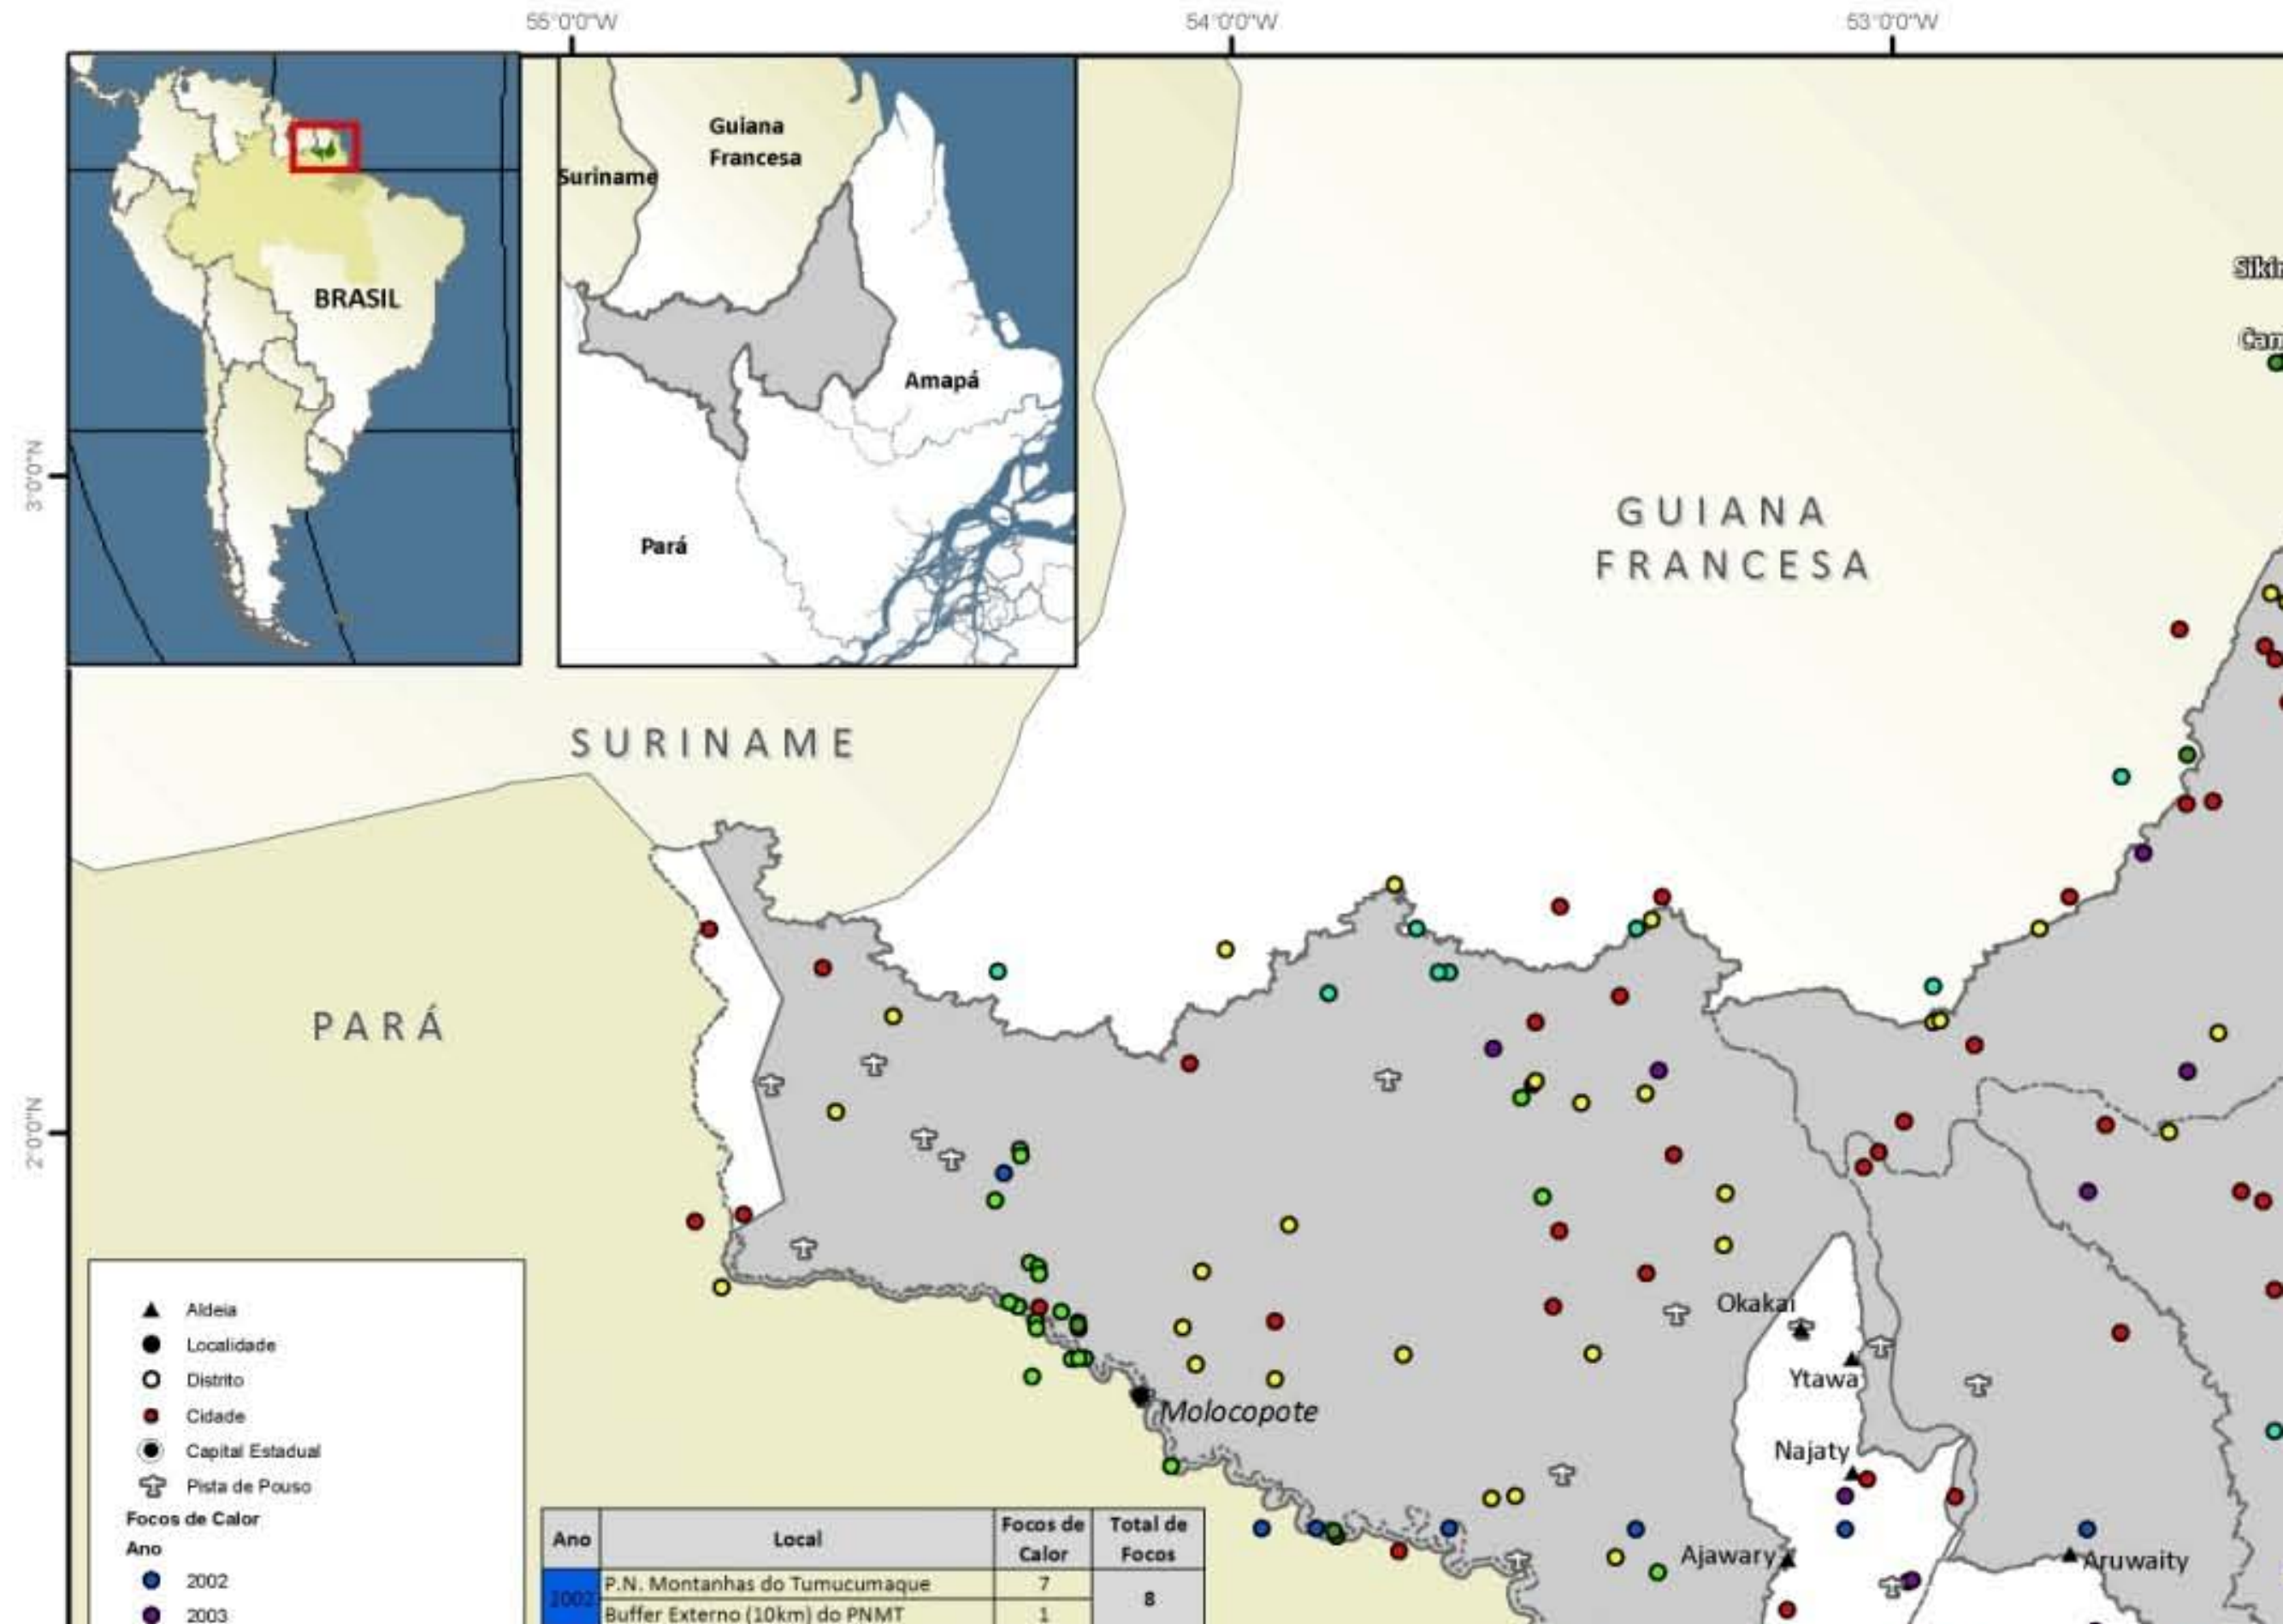 55°0'0"W
54°0'0"W
53°0'0"W
3°0'0"N
2°0'0"N
BRASIL
Guiana
Francesa
Suriname
Amapá
Pará
GUIANA
FRANCESA
SURINAME
PARÁ
Okakai
Ytawa
Molocopote
Najaty
Ajawary
Aruwaity
Aldeia
Localidade
Distrito
Cidade
Capital Estadual
Pista de Pouso
Focos de Calor
Ano
2002
2003
Ano Local Focos de Calor Total de Focos
2002 P.N. Montanhas do Tumucumaque 7 8
Buffer Externo (10km) do PNMT 1